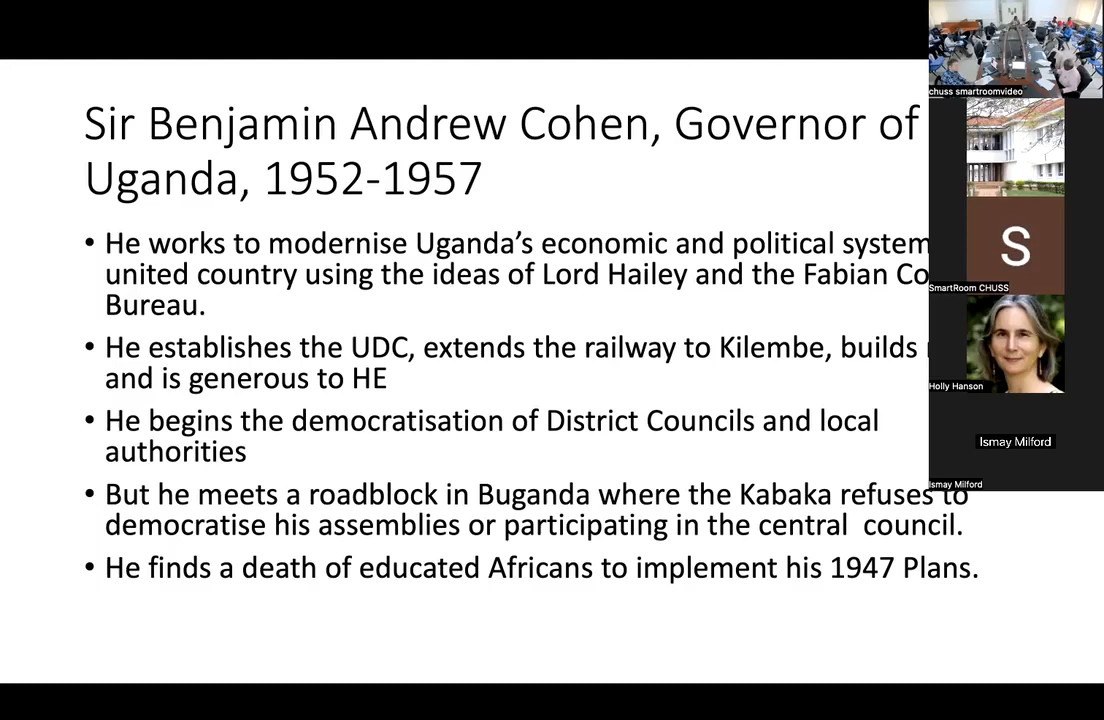 Sir Benjamin Andrew Cohen, Governor of
Uganda, 1952-1957
• He works to modernise Uganda’s economic and political system
united country using the ideas of Lord Hailey and the Fabian Co
Bureau.
• He establishes the UDC, extends the railway to Kilembe, builds
and is generous to HE
• He begins the democratisation of District Councils and local
authorities
• But he meets a roadblock in Buganda where the Kabaka refuses to
democratise his assemblies or participating in the central council.
• He finds a death of educated Africans to implement his 1947 Plans.
chuss smartroomvideo
S
SmartRoom CHUSS
Holly Hanson
Ismay Milford
Ismay Milford